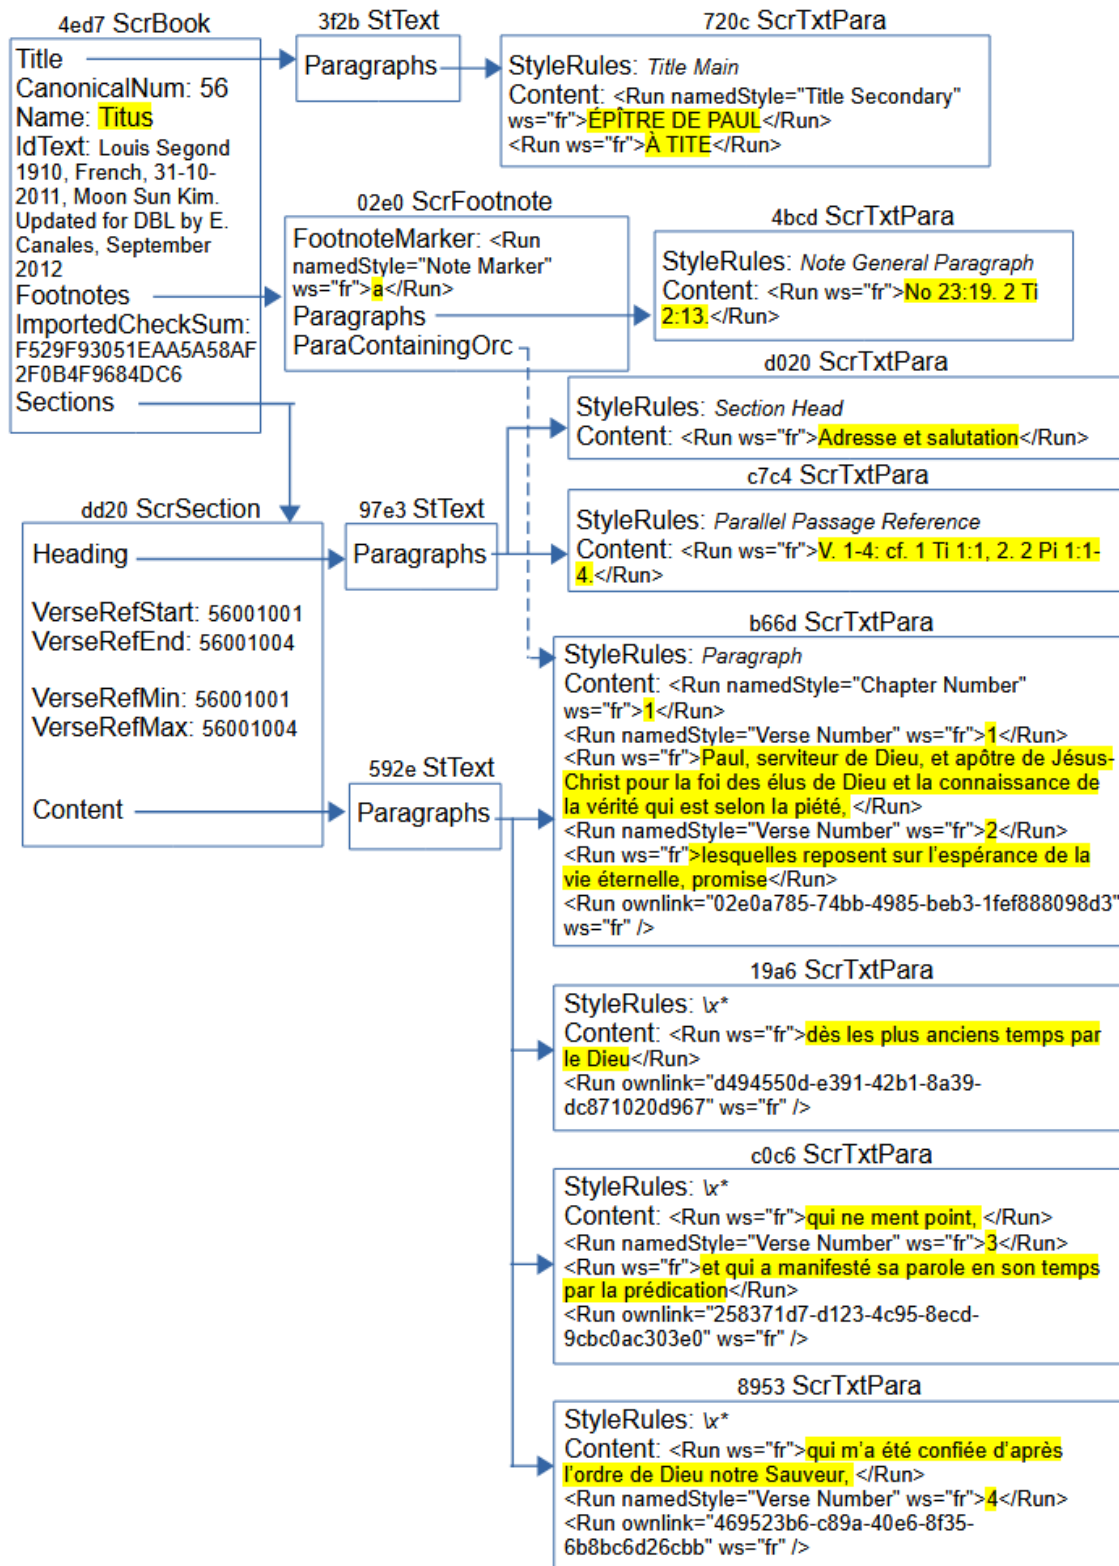 4ed7 ScrBook
Title
CanonicalNum: 56
Name: Titus
IdText: Louis Segond
1910, French, 31-10-
2011, Moon Sun Kim.
Updated for DBL by E.
Canales, September
2012
Footnotes
ImportedCheckSum:
F529F93051EAA5A58AF
2F0B4F9684DC6
Sections
3f2b StText
Paragraphs
720c ScrTxtPara
StyleRules: Title Main
Content: <Run namedStyle="Title Secondary"
ws="fr">ÉPÎTRE DE PAUL</Run>
<Run ws="fr">À TITE</Run>
02e0 ScrFootnote
FootnoteMarker: <Run
namedStyle="Note Marker"
ws="fr">a</Run>
Paragraphs
ParaContainingOrc
4bcd ScrTxtPara
StyleRules: Note General Paragraph
Content: <Run ws="fr">No 23:19. 2 Ti
2:13.</Run>
d020 ScrTxtPara
StyleRules: Section Head
Content: <Run ws="fr">Adresse et salutation</Run>
dd20 ScrSection
Heading
VerseRefStart: 56001001
VerseRefEnd: 56001004
VerseRefMin: 56001001
VerseRefMax: 56001004
Content
97e3 StText
Paragraphs
c7c4 ScrTxtPara
StyleRules: Parallel Passage Reference
Content: <Run ws="fr">V. 1-4: cf. 1 Ti 1:1, 2. 2 Pi 1:1-
4.</Run>
592e StText
Paragraphs
b66d ScrTxtPara
StyleRules: Paragraph
Content: <Run namedStyle="Chapter Number"
ws="fr">1</Run>
<Run namedStyle="Verse Number" ws="fr">1</Run>
<Run ws="fr">Paul, serviteur de Dieu, et apôtre de Jésus-
Christ pour la foi des élus de Dieu et la connaissance de
la vérité qui est selon la piété, </Run>
<Run namedStyle="Verse Number" ws="fr">2</Run>
<Run ws="fr">lesquelles reposent sur l’espérance de la
vie éternelle, promise</Run>
<Run ownlink="02e0a785-74bb-4985-beb3-1fef888098d3"
ws="fr" />
19a6 ScrTxtPara
StyleRules: \x*
Content: <Run ws="fr">dès les plus anciens temps par
le Dieu</Run>
<Run ownlink="d494550d-e391-42b1-8a39-
dc871020d967" ws="fr" />
c0c6 ScrTxtPara
StyleRules: \x*
Content: <Run ws="fr">qui ne ment point, </Run>
<Run namedStyle="Verse Number" ws="fr">3</Run>
<Run ws="fr">et qui a manifesté sa parole en son temps
par la prédication</Run>
<Run ownlink="258371d7-d123-4c95-8ecd-
9cbc0ac303e0" ws="fr" />
8953 ScrTxtPara
StyleRules: \x*
Content: <Run ws="fr">qui m’a été confiée d’après
l’ordre de Dieu notre Sauveur, </Run>
<Run namedStyle="Verse Number" ws="fr">4</Run>
<Run ownlink="469523b6-c89a-40e6-8f35-
6b8bc6d26cbb" ws="fr" />